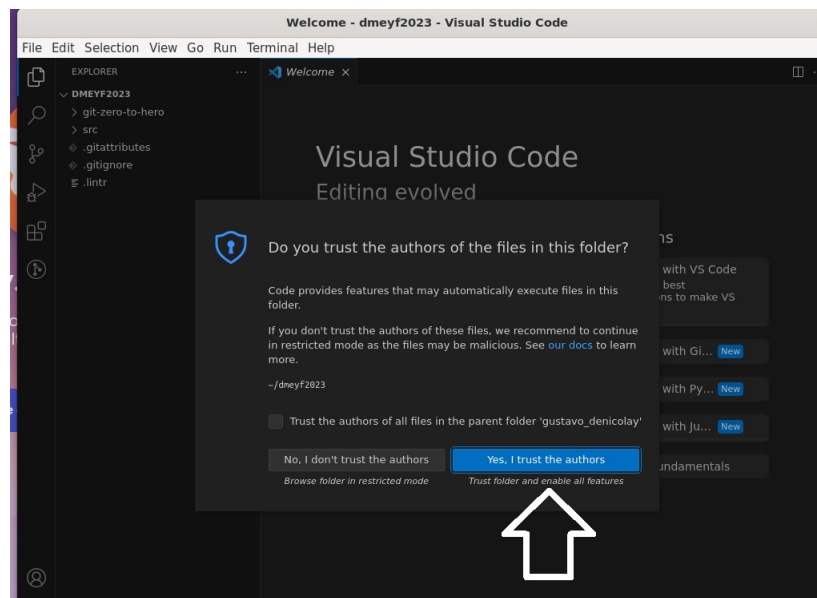 Welcome - dmeyf2023 - Visual Studio Code
File Edit Selection View Go Run Terminal Help
EXPLORER
Welcome
DMEYF2023
git-zero-to-hero
src
.gitattributes
.gitignore
.lintr
Visual Studio Code
Editing evolved
Do you trust the authors of the files in this folder?
Code provides features that may automatically execute files in this
folder.
If you don't trust the authors of these files, we recommend to continue
in restricted mode as the files may be malicious. See our docs to learn
more.
~/dmeyf2023
Trust the authors of all files in the parent folder 'gustavo_denicolay'
No, I don't trust the authors
Yes, I trust the authors
Browse folder in restricted mode
Trust folder and enable all features
with VS Code
best
to make VS
with Gi... New
with Py... New
with Ju... New